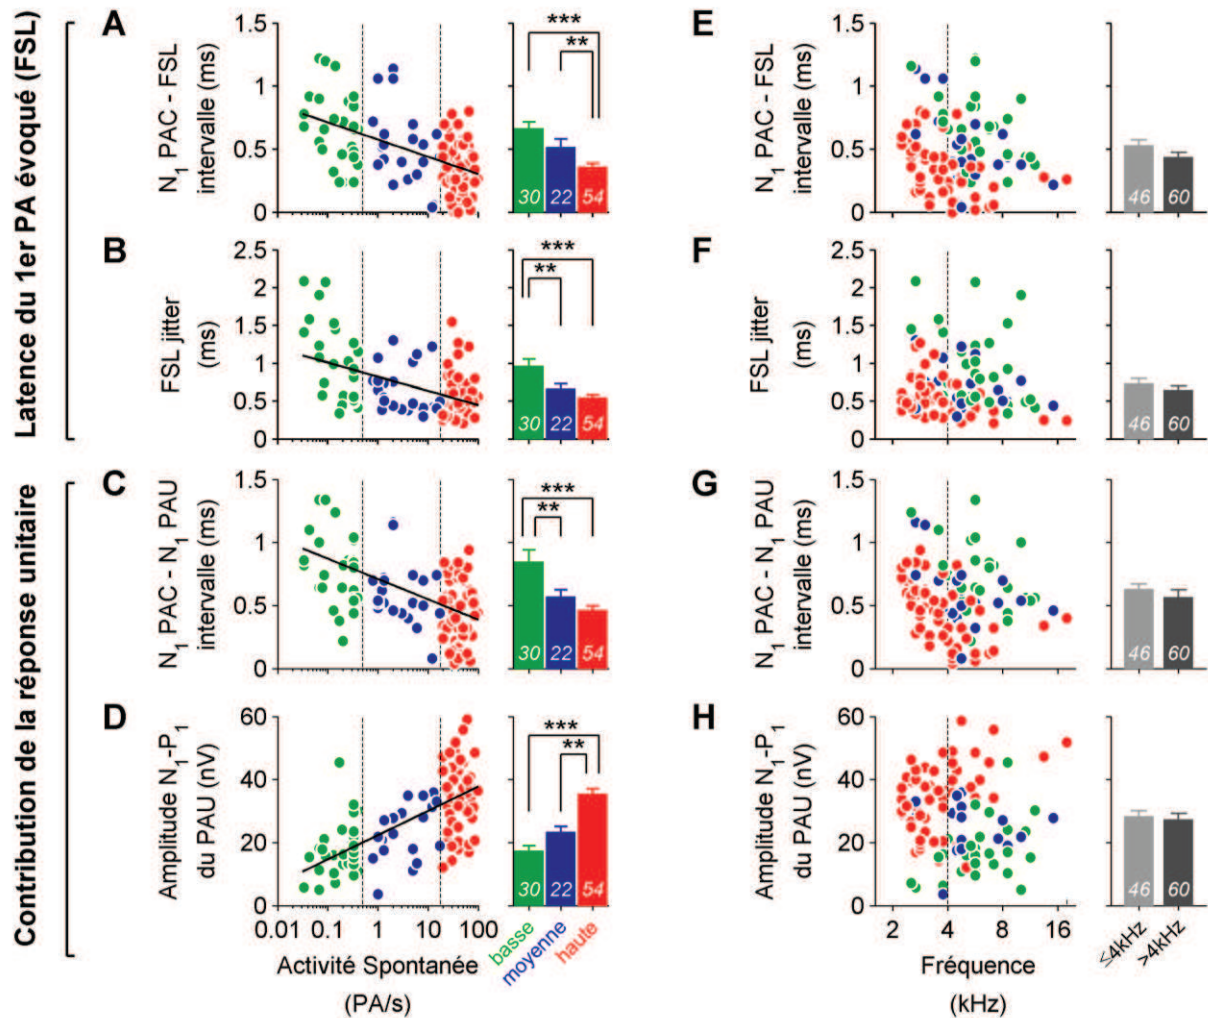 Latence du 1er PA évoqué (FSL)
Contribution de la réponse unitaire
A
N1 PAC - FSL
intervalle (ms)
1.5
1
0.5
0
***
**
30
22
54
E
N1 PAC - FSL
intervalle (ms)
1.5
1
0.5
0
46
60
B
FSL jitter
(ms)
2.5
2
1.5
1
0.5
0
***
**
30
22
54
F
FSL jitter
(ms)
2.5
2
1.5
1
0.5
0
46
60
C
N1 PAC - N1 PAU
intervalle (ms)
1.5
1
0.5
0
***
**
30
22
54
G
N1 PAC - N1 PAU
intervalle (ms)
1.5
1
0.5
0
46
60
D
Amplitude N1-P1
du PAU (nV)
60
40
20
0
0.01 0.1 1 10 100
Activité Spontanée
(PA/s)
***
**
30
22
54
basse
moyenne
haute
H
Amplitude N1-P1
du PAU (nV)
60
40
20
0
2 4 8 16
Fréquence
(kHz)
46
60
≤4kHz
>4kHz